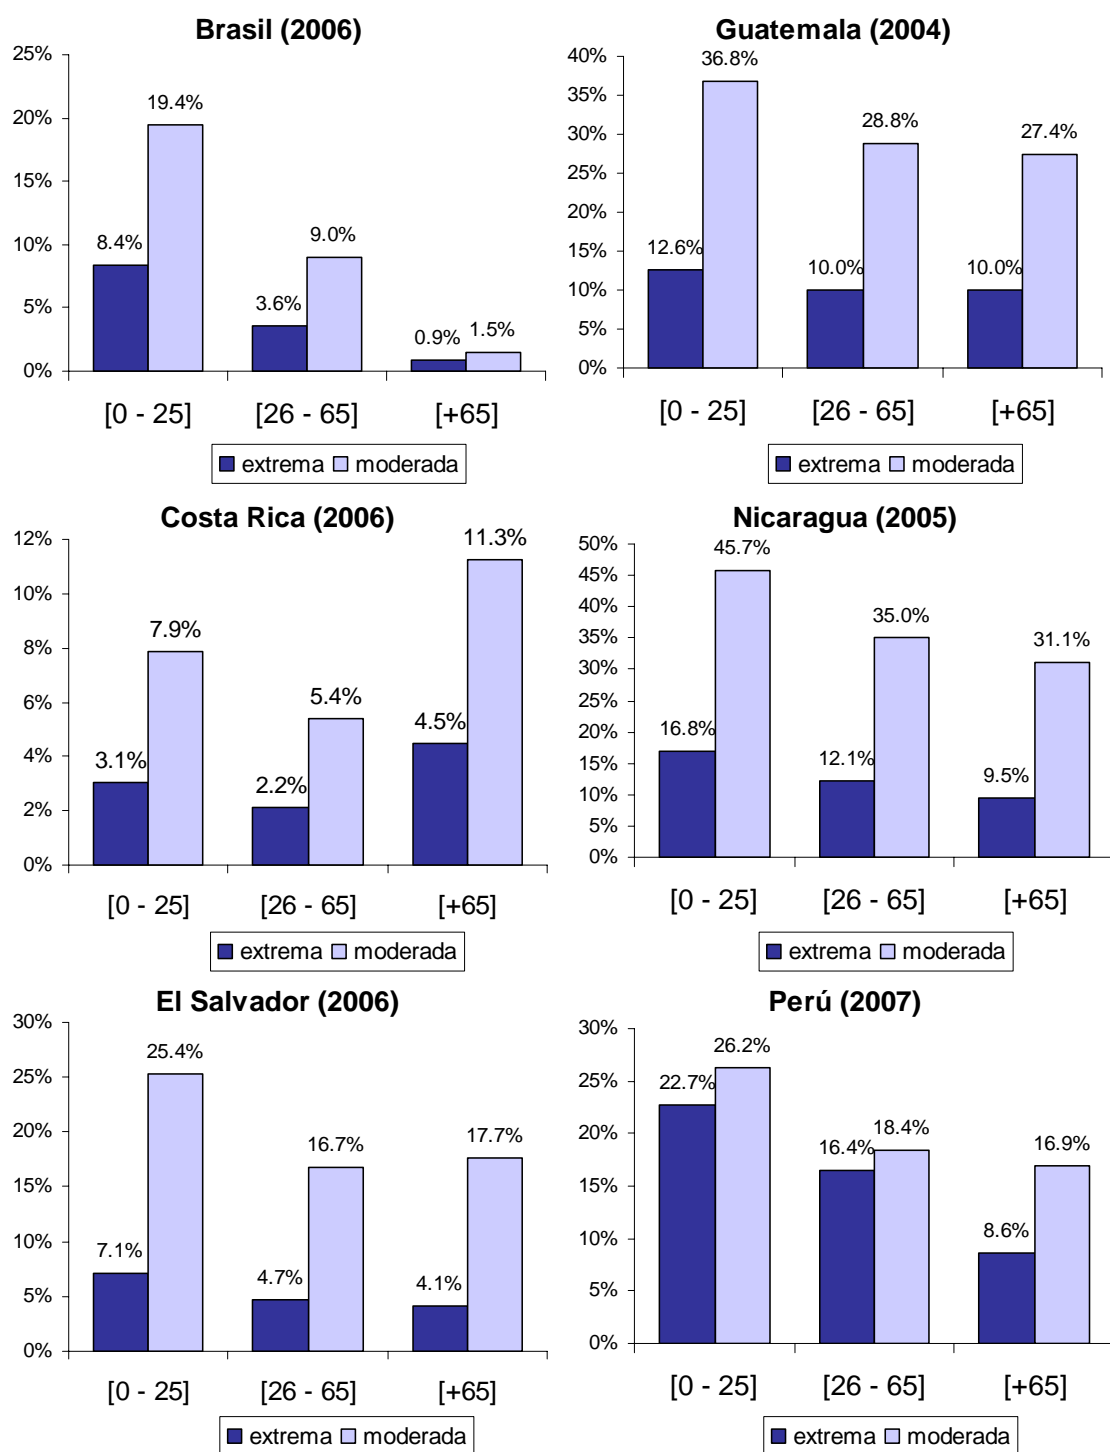 Brasil (2006)
25%
20%
15%
10%
5%
0%
19.4%
8.4%
9.0%
3.6%
0.9%
1.5%
[0 - 25]
[26 - 65]
[+65]
extrema
moderada
Guatemala (2004)
40%
35%
30%
25%
20%
15%
10%
5%
0%
36.8%
12.6%
28.8%
10.0%
27.4%
10.0%
[0 - 25]
[26 - 65]
[+65]
extrema
moderada
Costa Rica (2006)
12%
10%
8%
6%
4%
2%
0%
7.9%
3.1%
5.4%
2.2%
11.3%
4.5%
[0 - 25]
[26 - 65]
[+65]
extrema
moderada
Nicaragua (2005)
50%
45%
40%
35%
30%
25%
20%
15%
10%
5%
0%
45.7%
16.8%
35.0%
12.1%
31.1%
9.5%
[0 - 25]
[26 - 65]
[+65]
extrema
moderada
El Salvador (2006)
30%
25%
20%
15%
10%
5%
0%
25.4%
7.1%
16.7%
4.7%
17.7%
4.1%
[0 - 25]
[26 - 65]
[+65]
extrema
moderada
Perú (2007)
30%
25%
20%
15%
10%
5%
0%
26.2%
22.7%
18.4%
16.4%
16.9%
8.6%
[0 - 25]
[26 - 65]
[+65]
extrema
moderada